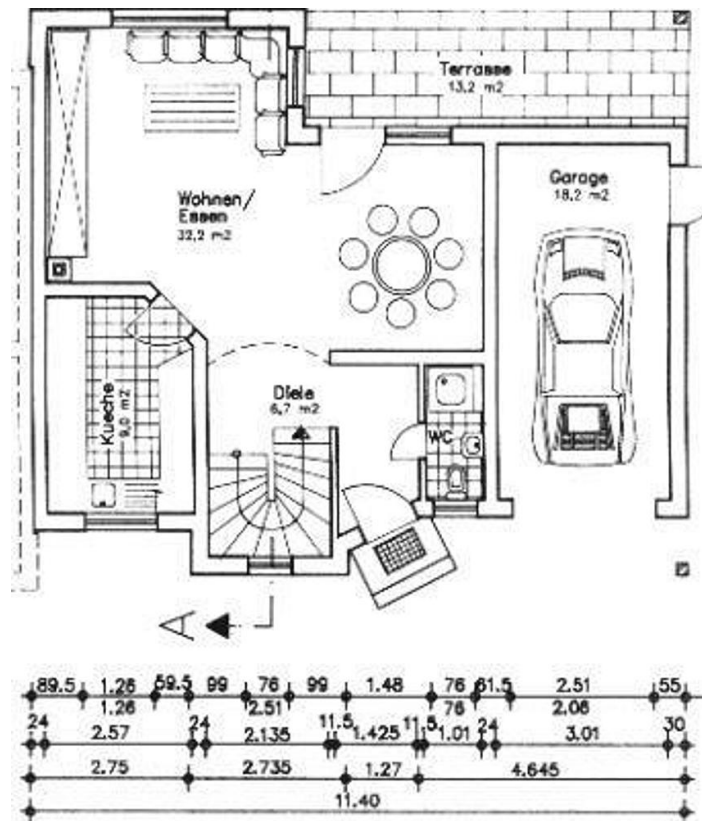 Terrasse
13,2 m2
Garage
18,2 m2
Wohnen/
Essen
32,2 m2
Kueche
9,0 m2
Diele
6,7 m2
WC
A
89.5 1.26 59.5 99 76 99 1.48 76 61.5 2.51 55
1.26 2.51 76 2.06
24 2.57 24 2.135 11.5 1.425 11.5 1.01 24 3.01 30
2.75 2.735 1.27 4.645
11.40